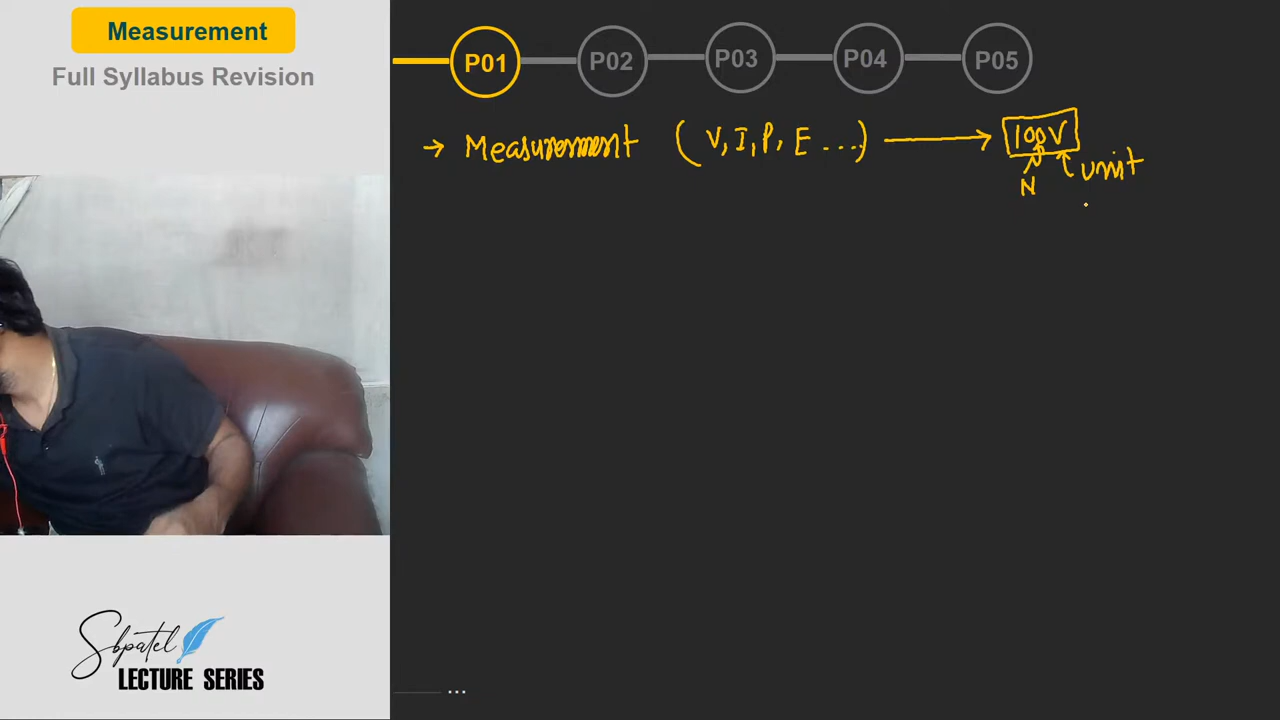 Measurement
Full Syllabus Revision
P01 P02 P03 P04 P05
→ Measurement (V, I, P, E ...) → 100V
N unit
Sbpatel
LECTURE SERIES
...